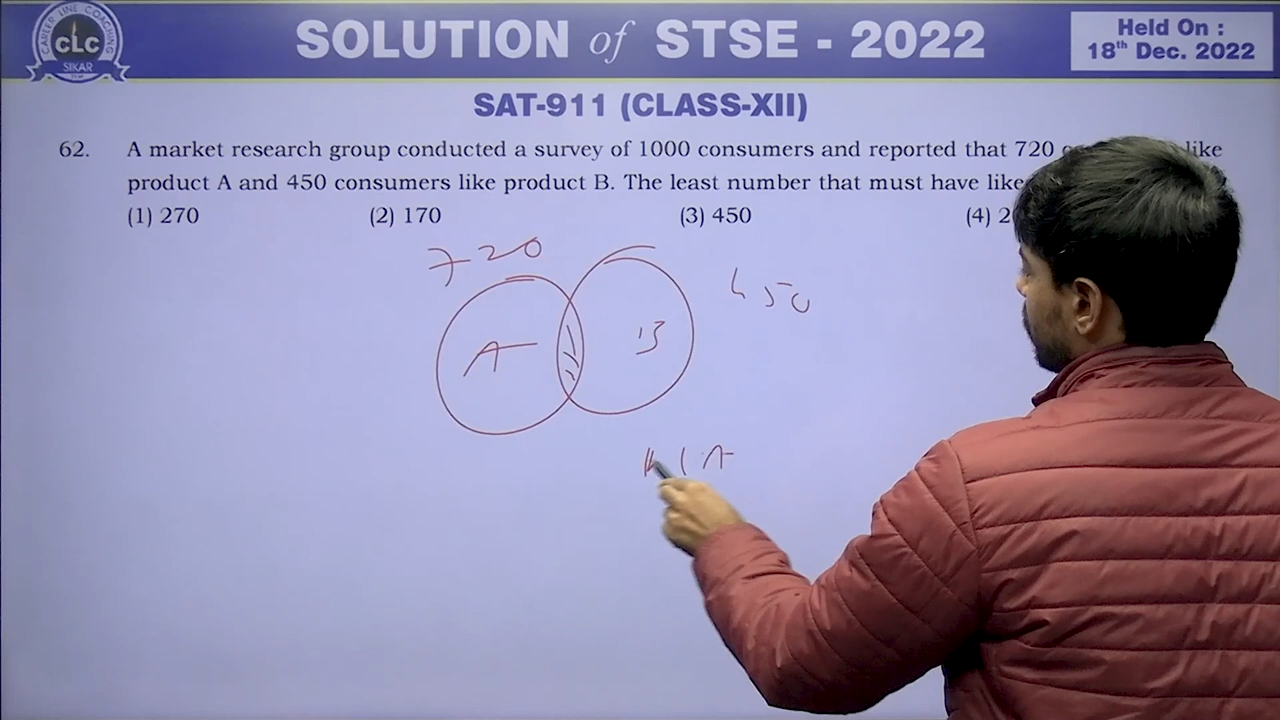 CAREER LINE COACHING
CLC
SIKAR
SOLUTION of STSE - 2022
Held On :
18th Dec. 2022
SAT-911 (CLASS-XII)
62. A market research group conducted a survey of 1000 consumers and reported that 720 like
product A and 450 consumers like product B. The least number that must have like
(1) 270 (2) 170 (3) 450 (4)
720
450
A B